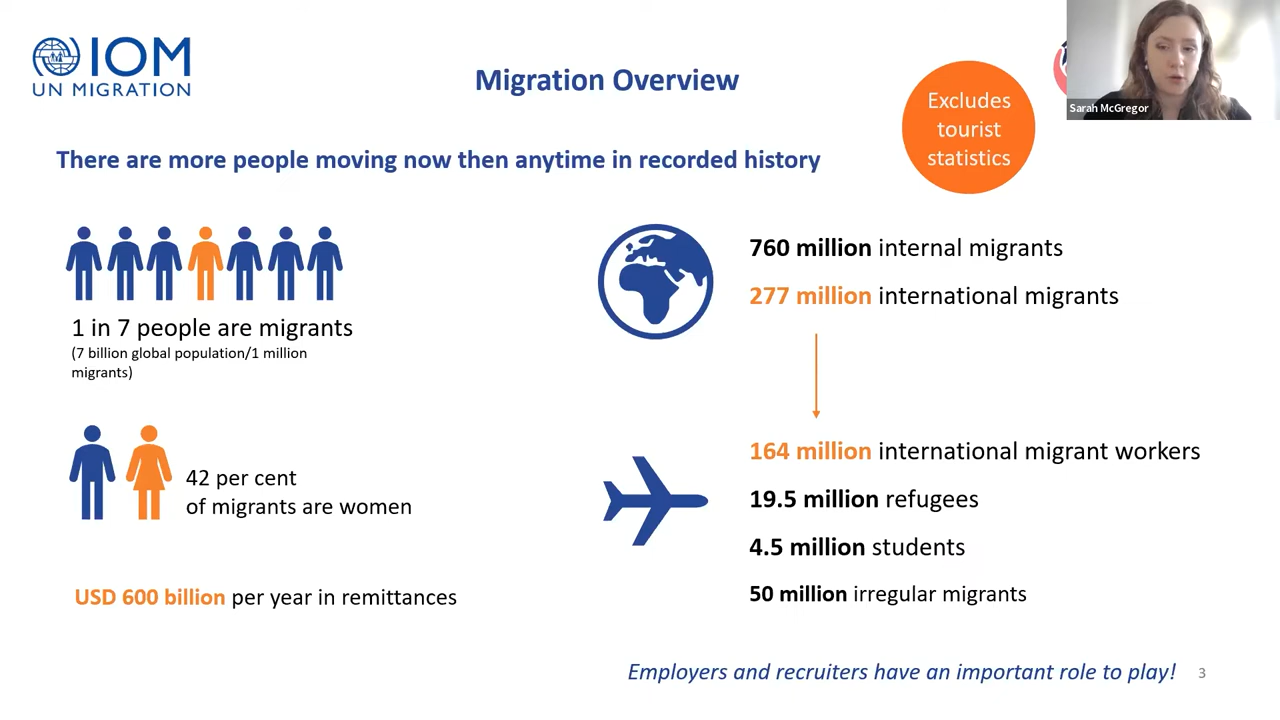 IOM
UN MIGRATION
Migration Overview
Excludes
tourist
statistics
Sarah McGregor
There are more people moving now then anytime in recorded history
1 in 7 people are migrants
(7 billion global population/1 million
migrants)
760 million internal migrants
277 million international migrants
42 per cent
of migrants are women
164 million international migrant workers
19.5 million refugees
4.5 million students
50 million irregular migrants
USD 600 billion per year in remittances
Employers and recruiters have an important role to play!
3